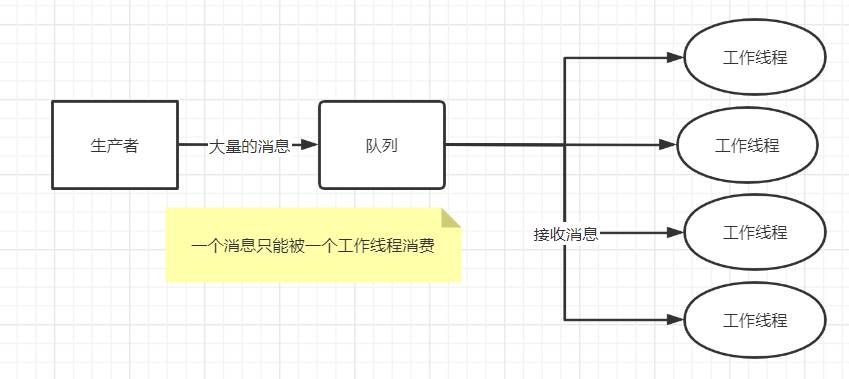 工作线程
生产者
大量的消息
队列
工作线程
一个消息只能被一个工作线程消费
接收消息
工作线程
工作线程